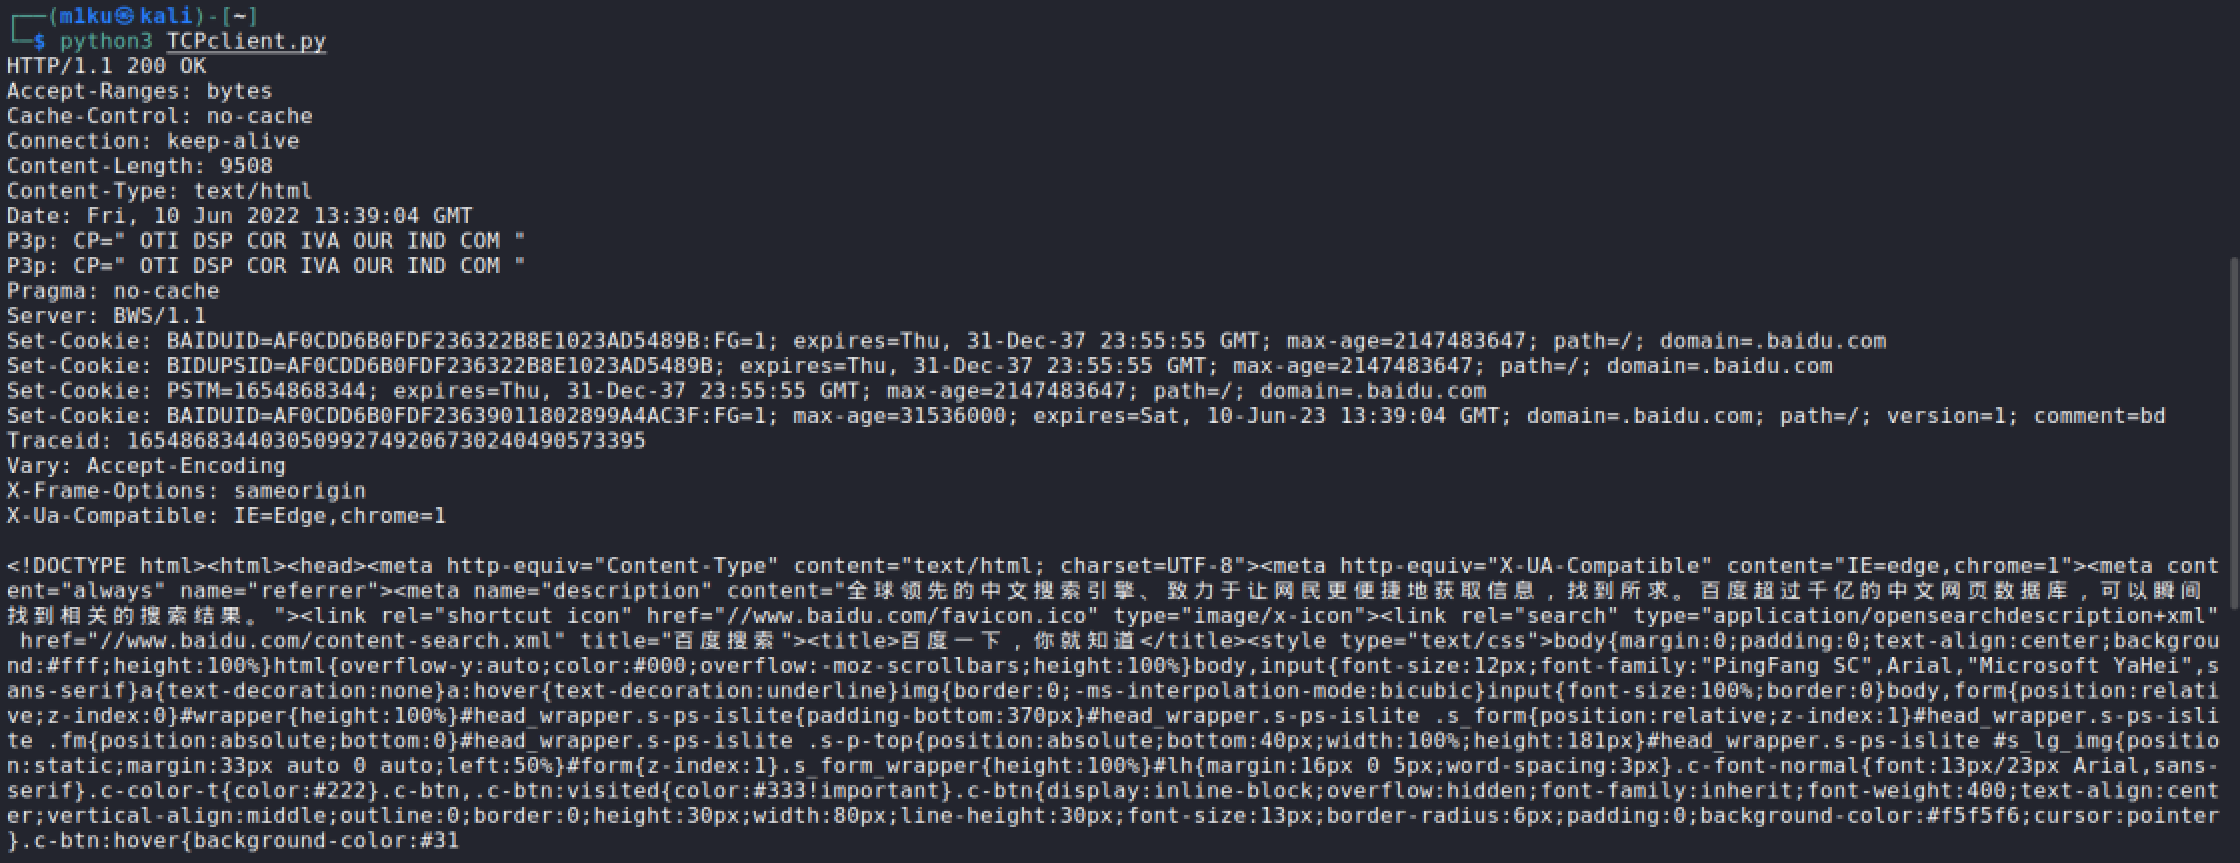 ┌──(m1ku㉿kali)-[~]
└─$ python3 TCPclient.py
HTTP/1.1 200 OK
Accept-Ranges: bytes
Cache-Control: no-cache
Connection: keep-alive
Content-Length: 9508
Content-Type: text/html
Date: Fri, 10 Jun 2022 13:39:04 GMT
P3p: CP=" OTI DSP COR IVA OUR IND COM "
P3p: CP=" OTI DSP COR IVA OUR IND COM "
Pragma: no-cache
Server: BWS/1.1
Set-Cookie: BAIDUID=AF0CDD6B0FDF236322B8E1023AD5489B:FG=1; expires=Thu, 31-Dec-37 23:55:55 GMT; max-age=2147483647; path=/; domain=.baidu.com
Set-Cookie: BIDUPSID=AF0CDD6B0FDF236322B8E1023AD5489B; expires=Thu, 31-Dec-37 23:55:55 GMT; max-age=2147483647; path=/; domain=.baidu.com
Set-Cookie: PSTM=1654868344; expires=Thu, 31-Dec-37 23:55:55 GMT; max-age=2147483647; path=/; domain=.baidu.com
Set-Cookie: BAIDUID=AF0CDD6B0FDF23639011802899A4AC3F:FG=1; max-age=31536000; expires=Sat, 10-Jun-23 13:39:04 GMT; domain=.baidu.com; path=/; version=1; comment=bd
Traceid: 165486834403050992749206730240490573395
Vary: Accept-Encoding
X-Frame-Options: sameorigin
X-Ua-Compatible: IE=Edge,chrome=1

<!DOCTYPE html><html><head><meta http-equiv="Content-Type" content="text/html; charset=UTF-8"><meta http-equiv="X-UA-Compatible" content="IE=edge,chrome=1"><meta cont
ent="always" name="referrer"><meta name="description" content="全球领先的中文搜索引擎、致力于让网民更便捷地获取信息，找到所求。百度超过千亿的中文网页数据库，可以瞬间
找到相关的搜索结果。"><link rel="shortcut icon" href="//www.baidu.com/favicon.ico" type="image/x-icon"><link rel="search" type="application/opensearchdescription+xml"
 href="//www.baidu.com/content-search.xml" title="百度搜索"><title>百度一下，你就知道</title><style type="text/css">body{margin:0;padding:0;text-align:center;backgrou
nd:#fff;height:100%}html{overflow-y:auto;color:#000;overflow:-moz-scrollbars;height:100%}body,input{font-size:12px;font-family:"PingFang SC",Arial,"Microsoft YaHei",s
ans-serif}a{text-decoration:none}a:hover{text-decoration:underline}img{border:0;-ms-interpolation-mode:bicubic}input{font-size:100%;border:0}body,form{position:relati
ve;z-index:0}#wrapper{height:100%}#head_wrapper.s-ps-islite{padding-bottom:370px}#head_wrapper.s-ps-islite .s_form{position:relative;z-index:1}#head_wrapper.s-ps-isli
te .fm{position:absolute;bottom:0}#head_wrapper.s-ps-islite .s-p-top{position:absolute;bottom:40px;width:100%;height:181px}#head_wrapper.s-ps-islite #s_lg_img{positio
n:static;margin:33px auto 0 auto;left:50%}#form{z-index:1}.s_form_wrapper{height:100%}#lh{margin:16px 0 5px;word-spacing:3px}.c-font-normal{font:13px/23px Arial,sans-
serif}.c-color-t{color:#222}.c-btn,.c-btn:visited{color:#333!important}.c-btn{display:inline-block;overflow:hidden;font-family:inherit;font-weight:400;text-align:cent
er;vertical-align:middle;outline:0;border:0;height:30px;width:80px;line-height:30px;font-size:13px;border-radius:6px;padding:0;background-color:#f5f5f6;cursor:pointer
}.c-btn:hover{background-color:#31